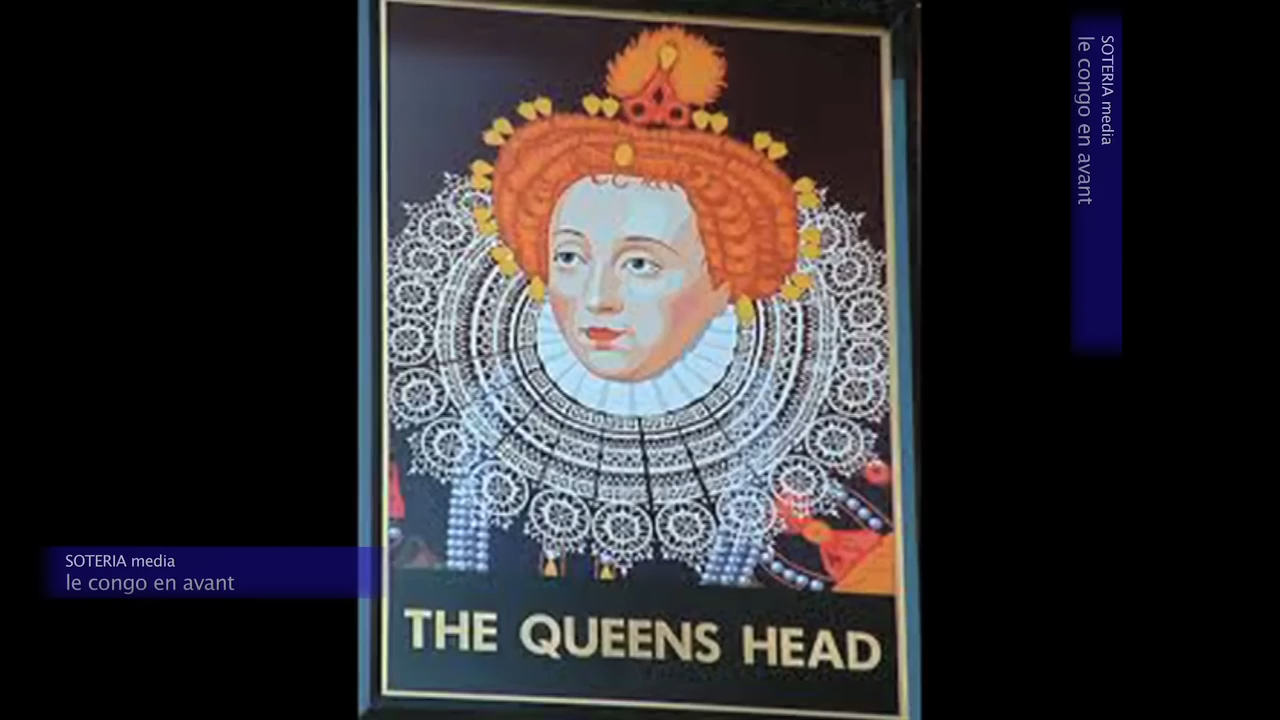 SOTERIA media
le congo en avant
SOTERIA media
le congo en avant
THE QUEENS HEAD